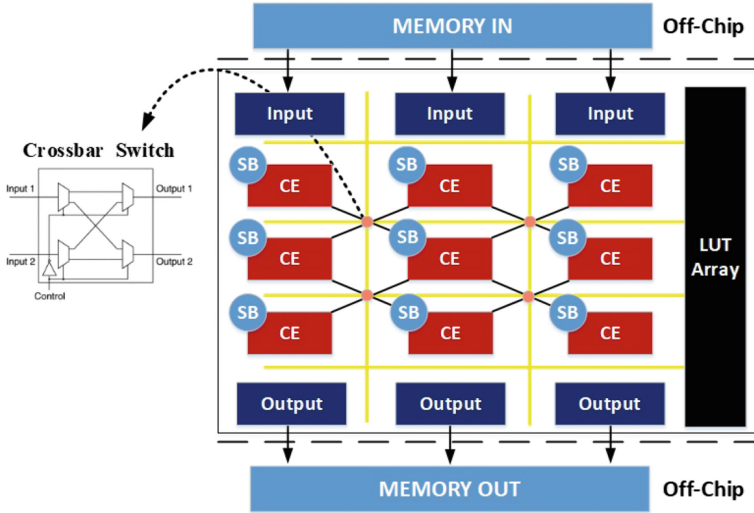 MEMORY IN Off-Chip
Input Input Input
Crossbar Switch
SB SB SB
CE CE CE
Input 1 Output 1
SB SB SB
CE CE CE
LUT
Array
Input 2 Output 2
Control
SB SB SB
CE CE CE
Output Output Output
MEMORY OUT Off-Chip